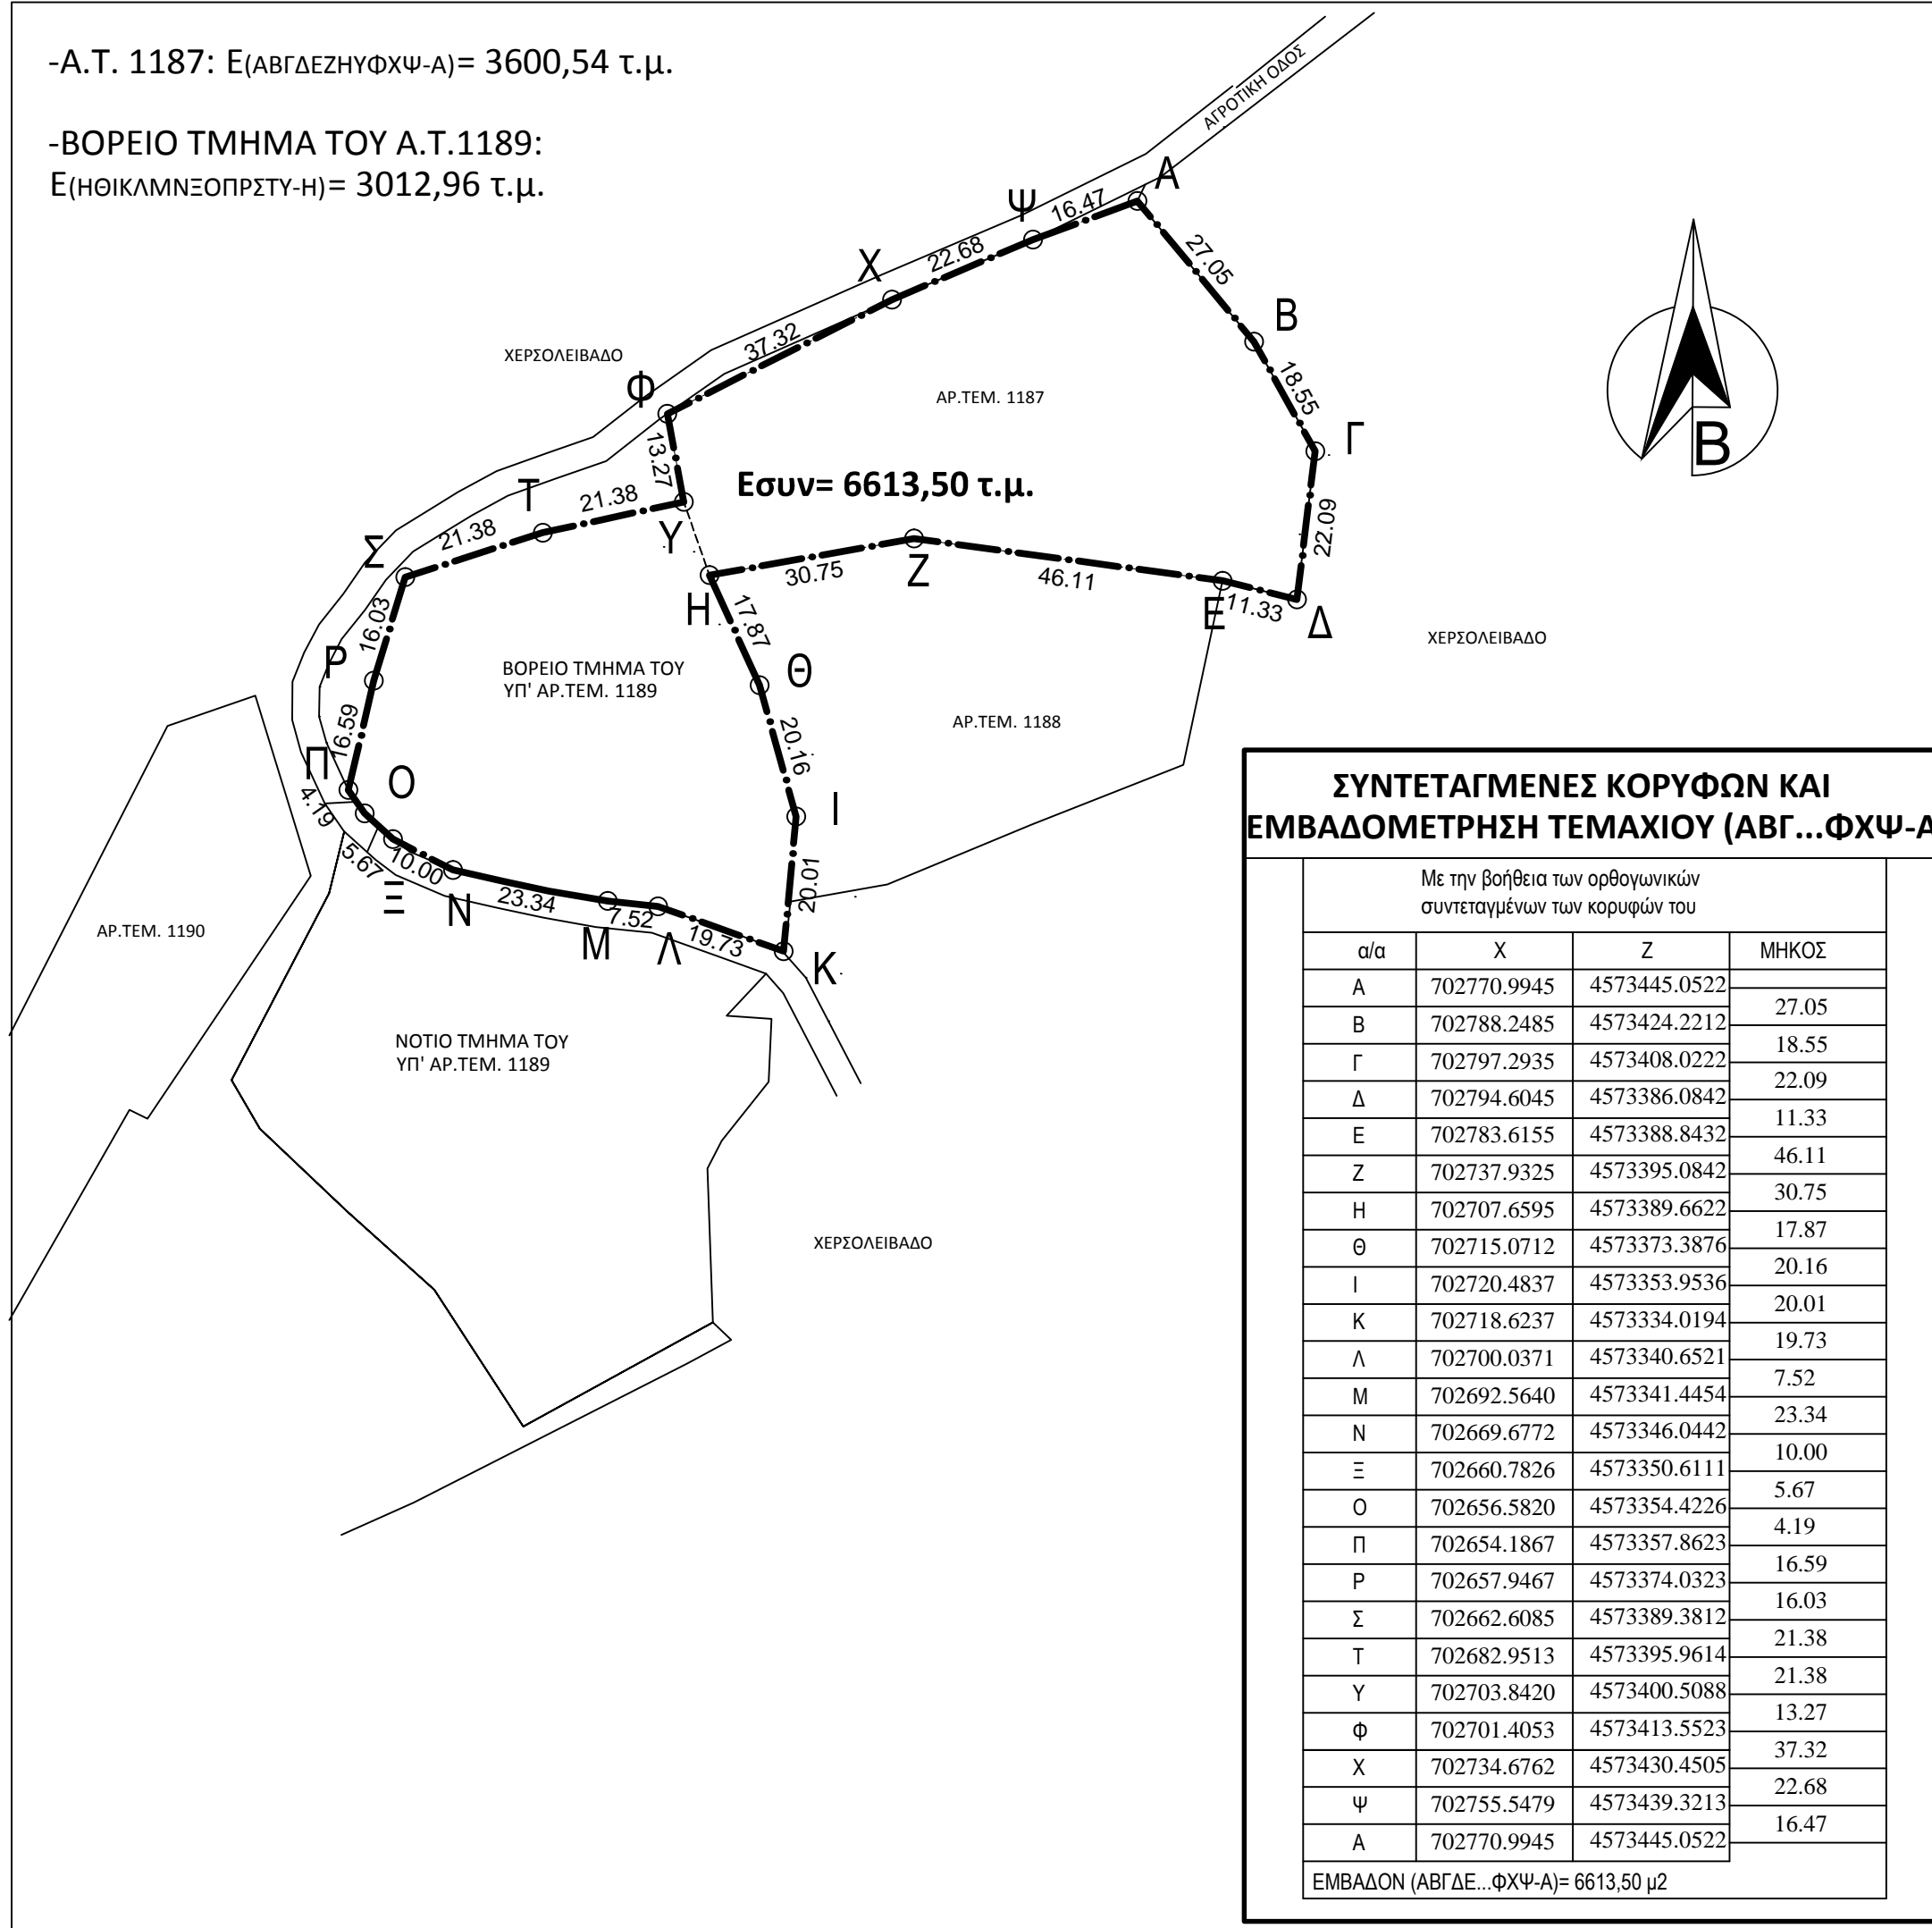 -Α.Τ. 1187: Ε(ΑΒΓΔΕΖΗΥΦΧΨ-Α)= 3600,54 τ.μ.
-ΒΟΡΕΙΟ ΤΜΗΜΑ ΤΟΥ Α.Τ.1189:
Ε(ΗΘΙΚΛΜΝΞΟΠΡΣΤΥ-Η)= 3012,96 τ.μ.
ΑΓΡΟΤΙΚΗ ΟΔΟΣ
Α
Ψ
16.47
Χ
22.68
27.05
Β
37.32
ΧΕΡΣΟΛΕΙΒΑΔΟ
Φ
18.55
ΑΡ.ΤΕΜ. 1187
Γ
13.27
Εσυν= 6613,50 τ.μ.
Τ
21.38
Υ
22.09
Σ
21.38
Ζ
30.75
46.11
Η
Ε
11.33
Δ
16.03
17.87
ΧΕΡΣΟΛΕΙΒΑΔΟ
Ρ
ΒΟΡΕΙΟ ΤΜΗΜΑ ΤΟΥ
ΥΠ' ΑΡ.ΤΕΜ. 1189
Θ
ΑΡ.ΤΕΜ. 1188
16.59
20.16
Π
Ο
4.19
Ι
5.67
10.00
Ξ
Ν
23.34
7.52
20.01
Μ
Λ
19.73
Κ
ΑΡ.ΤΕΜ. 1190
ΝΟΤΙΟ ΤΜΗΜΑ ΤΟΥ
ΥΠ' ΑΡ.ΤΕΜ. 1189
ΧΕΡΣΟΛΕΙΒΑΔΟ
Β
ΣΥΝΤΕΤΑΓΜΕΝΕΣ ΚΟΡΥΦΩΝ ΚΑΙ
ΕΜΒΑΔΟΜΕΤΡΗΣΗ ΤΕΜΑΧΙΟΥ (ΑΒΓ...ΦΧΨ-Α
Με την βοήθεια των ορθογωνικών
συντεταγμένων των κορυφών του
α/α Χ Ζ ΜΗΚΟΣ
Α 702770.9945 4573445.0522
27.05
Β 702788.2485 4573424.2212
18.55
Γ 702797.2935 4573408.0222
22.09
Δ 702794.6045 4573386.0842
11.33
Ε 702783.6155 4573388.8432
46.11
Ζ 702737.9325 4573395.0842
30.75
Η 702707.6595 4573389.6622
17.87
Θ 702715.0712 4573373.3876
20.16
Ι 702720.4837 4573353.9536
20.01
Κ 702718.6237 4573334.0194
19.73
Λ 702700.0371 4573340.6521
7.52
Μ 702692.5640 4573341.4454
23.34
Ν 702669.6772 4573346.0442
10.00
Ξ 702660.7826 4573350.6111
5.67
Ο 702656.5820 4573354.4226
4.19
Π 702654.1867 4573357.8623
16.59
Ρ 702657.9467 4573374.0323
16.03
Σ 702662.6085 4573389.3812
21.38
Τ 702682.9513 4573395.9614
21.38
Υ 702703.8420 4573400.5088
13.27
Φ 702701.4053 4573413.5523
37.32
Χ 702734.6762 4573430.4505
22.68
Ψ 702755.5479 4573439.3213
16.47
Α 702770.9945 4573445.0522
ΕΜΒΑΔΟΝ (ΑΒΓΔΕ...ΦΧΨ-Α)= 6613,50 μ2